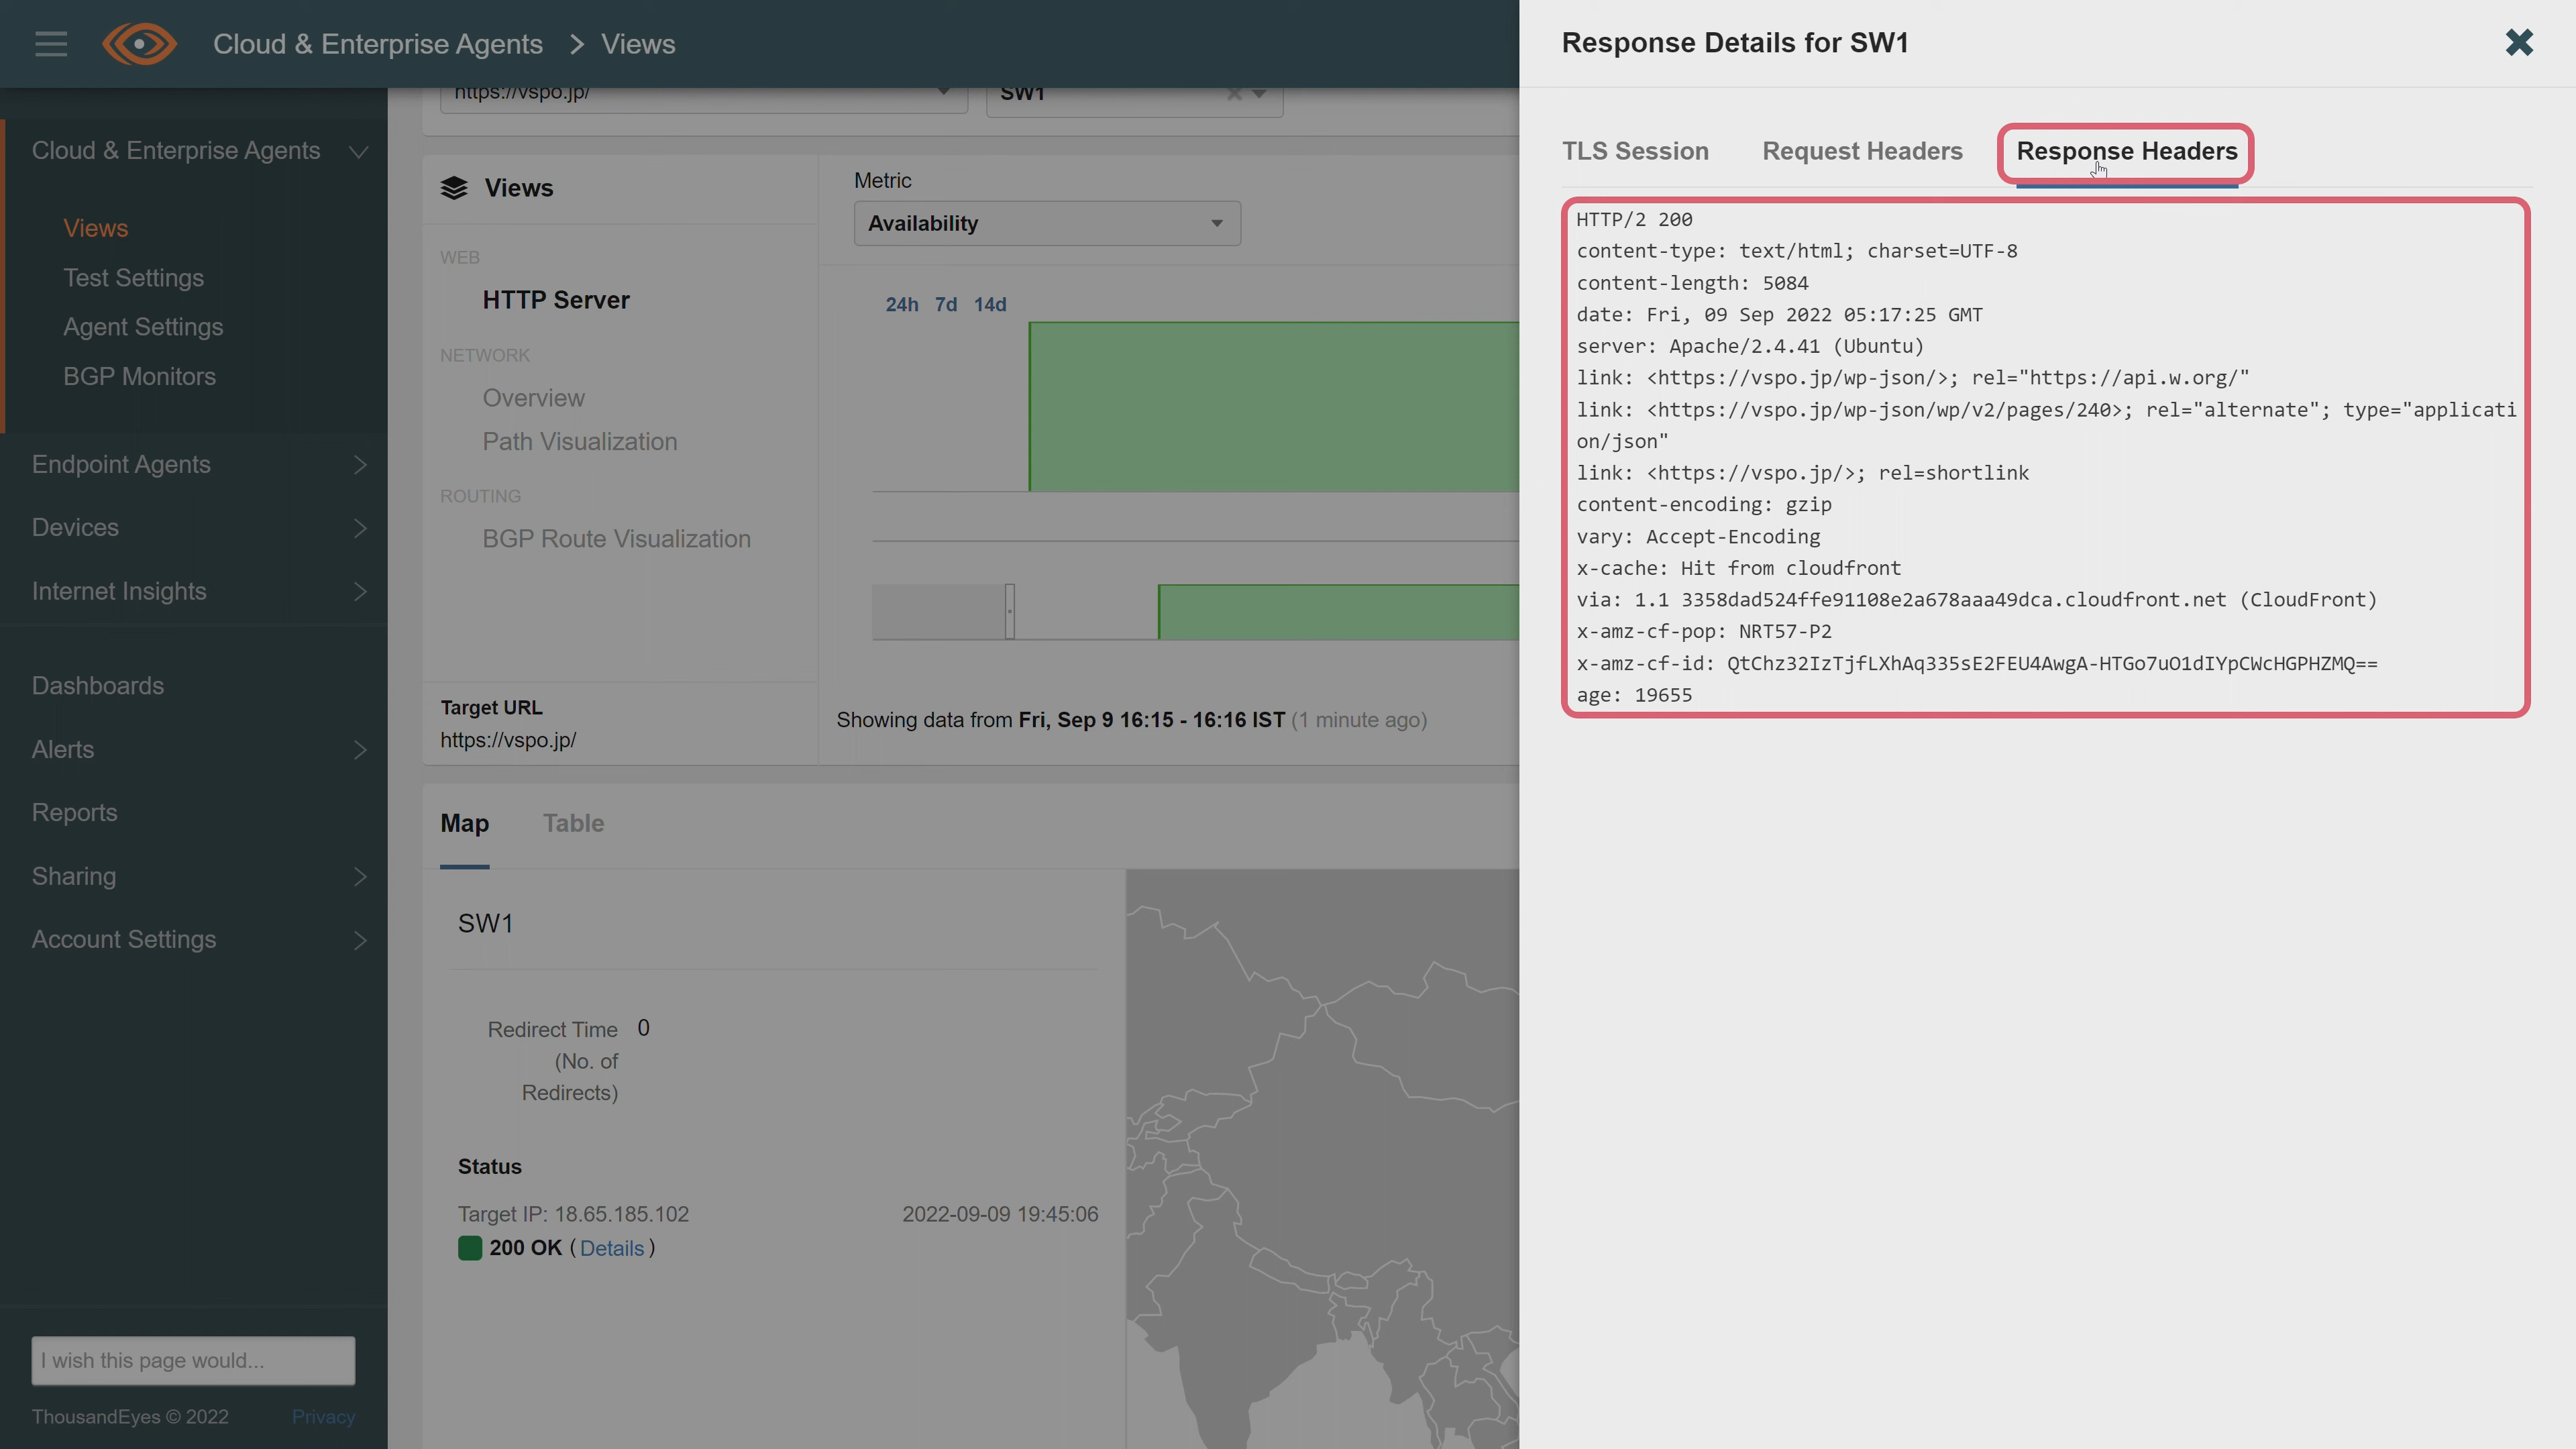 Cloud & Enterprise Agents > Views
Response Details for SW1
https://vspo.jp/
SW1
Cloud & Enterprise Agents
Views
Test Settings
Agent Settings
BGP Monitors
Endpoint Agents
Devices
Internet Insights
Dashboards
Alerts
Reports
Sharing
Account Settings
I wish this page would...
ThousandEyes © 2022
Privacy
Views
WEB
HTTP Server
NETWORK
Overview
Path Visualization
ROUTING
BGP Route Visualization
Target URL
https://vspo.jp/
Metric
Availability
24h 7d 14d
Showing data from Fri, Sep 9 16:15 - 16:16 IST (1 minute ago)
Map Table
SW1
Redirect Time 0
(No. of
Redirects)
Status
Target IP: 18.65.185.102 2022-09-09 19:45:06
200 OK (Details)
TLS Session Request Headers Response Headers
HTTP/2 200
content-type: text/html; charset=UTF-8
content-length: 5084
date: Fri, 09 Sep 2022 05:17:25 GMT
server: Apache/2.4.41 (Ubuntu)
link: <https://vspo.jp/wp-json/>; rel="https://api.w.org/"
link: <https://vspo.jp/wp-json/wp/v2/pages/240>; rel="alternate"; type="applicati
on/json"
link: <https://vspo.jp/>; rel=shortlink
content-encoding: gzip
vary: Accept-Encoding
x-cache: Hit from cloudfront
via: 1.1 3358dad524ffe91108e2a678aaa49dca.cloudfront.net (CloudFront)
x-amz-cf-pop: NRT57-P2
x-amz-cf-id: QtChz32IzTjfLXhAq335sE2FEU4AwgA-HTGo7uO1dIYpCWcHGPHZMQ==
age: 19655